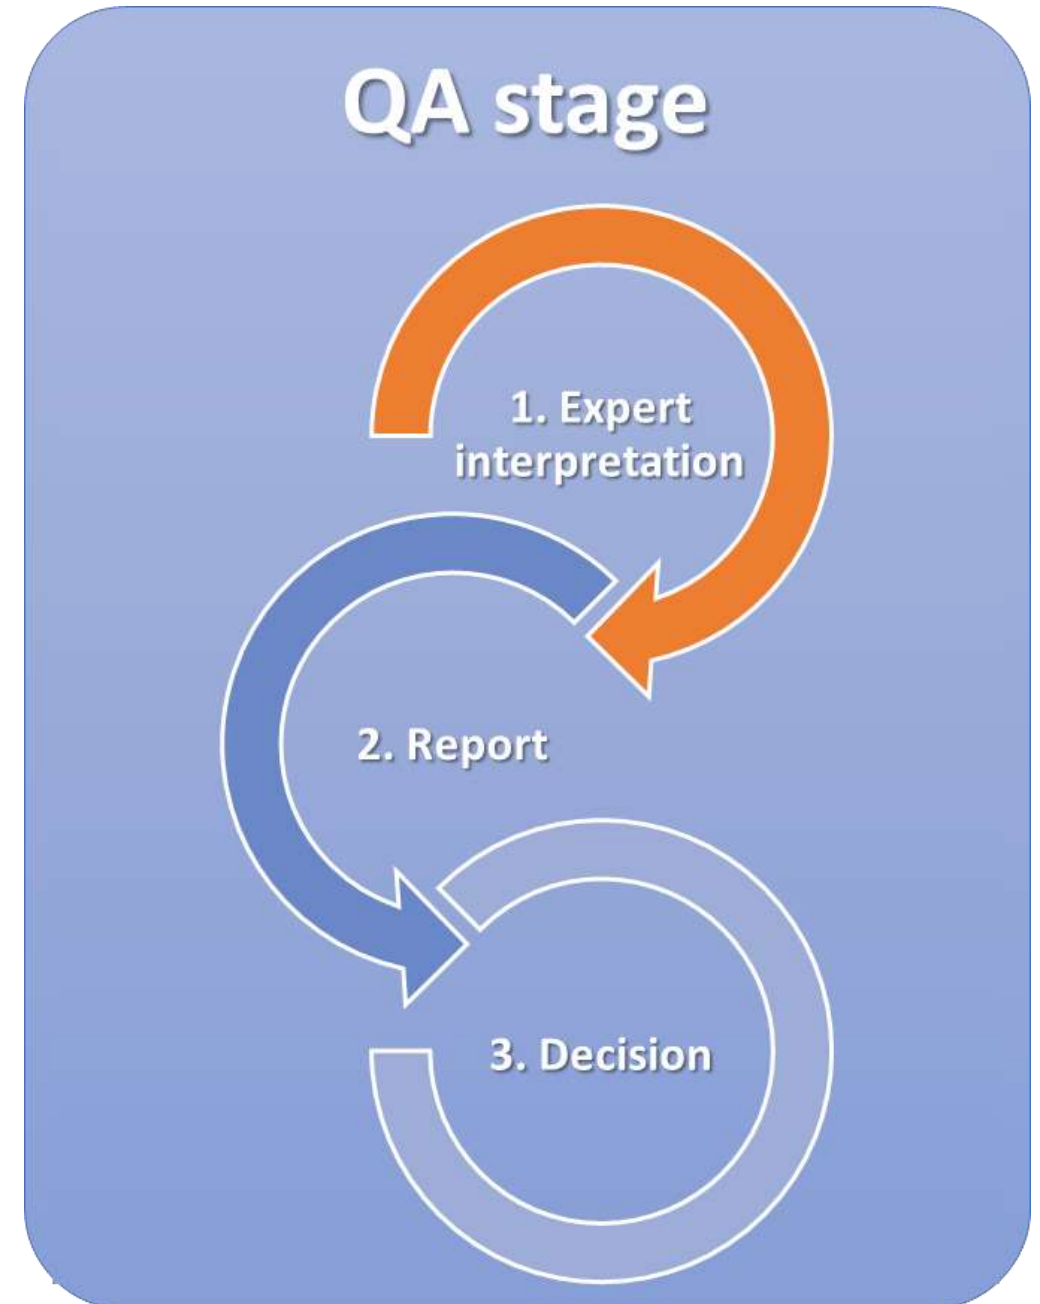 QA stage
1. Expert
interpretation
2. Report
3. Decision